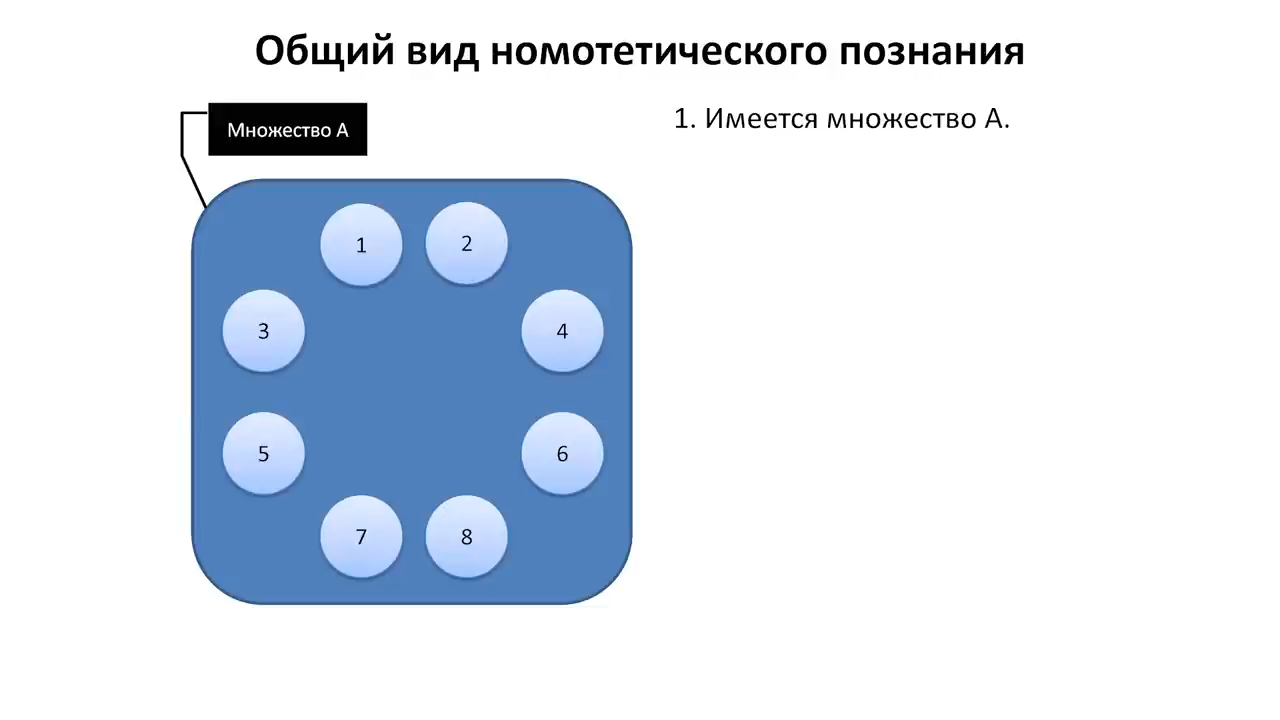 Общий вид номотетического познания
Множество А
1. Имеется множество А.
1
2
3
4
5
6
7
8